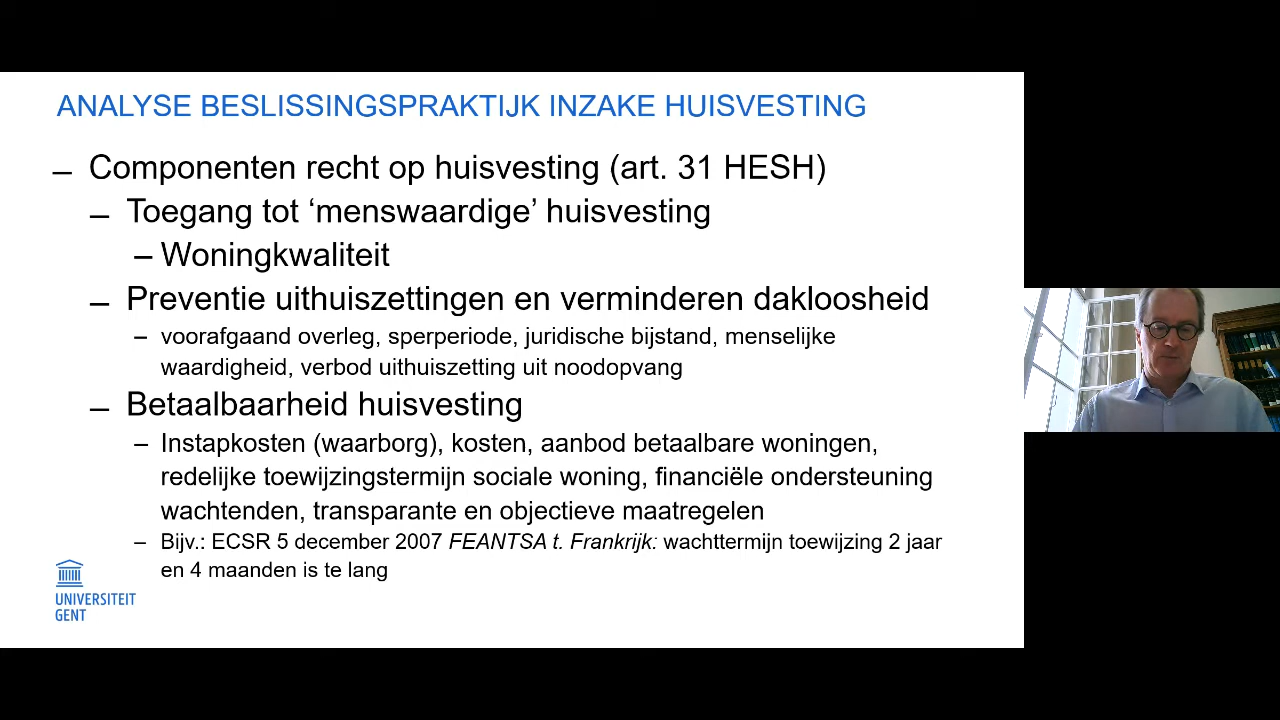 ANALYSE BESLISSINGSPRAKTIJK INZAKE HUISVESTING
– Componenten recht op huisvesting (art. 31 HESH)
– Toegang tot ‘menswaardige’ huisvesting
– Woningkwaliteit
– Preventie uithuiszettingen en verminderen dakloosheid
– voorafgaand overleg, sperperiode, juridische bijstand, menselijke
waardigheid, verbod uithuiszetting uit noodopvang
– Betaalbaarheid huisvesting
– Instapkosten (waarborg), kosten, aanbod betaalbare woningen,
redelijke toewijzingstermijn sociale woning, financiële ondersteuning
wachtenden, transparante en objectieve maatregelen
– Bijv.: ECSR 5 december 2007 FEANTSA t. Frankrijk: wachttermijn toewijzing 2 jaar
en 4 maanden is te lang
UNIVERSITEIT
GENT